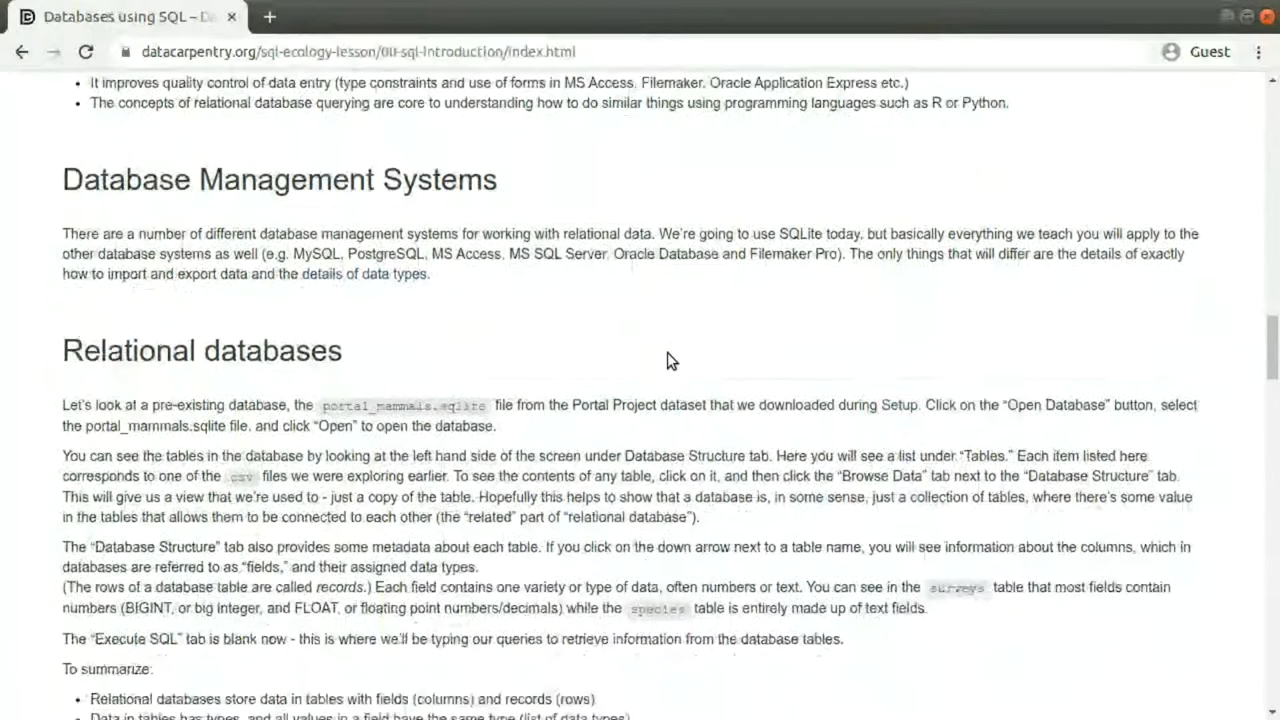 Databases using SQL – Da
datacarpentry.org/sql-ecology-lesson/00-sql-introduction/index.html
Guest
It improves quality control of data entry (type constraints and use of forms in MS Access, Filemaker, Oracle Application Express etc.)
The concepts of relational database querying are core to understanding how to do similar things using programming languages such as R or Python.
Database Management Systems
There are a number of different database management systems for working with relational data. We’re going to use SQLite today, but basically everything we teach you will apply to the
other database systems as well (e.g. MySQL, PostgreSQL, MS Access, MS SQL Server, Oracle Database and Filemaker Pro). The only things that will differ are the details of exactly
how to import and export data and the details of data types.
Relational databases
Let’s look at a pre-existing database, the portal_mammals.sqlite file from the Portal Project dataset that we downloaded during Setup. Click on the “Open Database” button, select
the portal_mammals.sqlite file, and click “Open” to open the database.
You can see the tables in the database by looking at the left hand side of the screen under Database Structure tab. Here you will see a list under “Tables.” Each item listed here
corresponds to one of the csv files we were exploring earlier. To see the contents of any table, click on it, and then click the “Browse Data” tab next to the “Database Structure” tab.
This will give us a view that we’re used to - just a copy of the table. Hopefully this helps to show that a database is, in some sense, just a collection of tables, where there’s some value
in the tables that allows them to be connected to each other (the “related” part of “relational database”).
The “Database Structure” tab also provides some metadata about each table. If you click on the down arrow next to a table name, you will see information about the columns, which in
databases are referred to as “fields,” and their assigned data types.
(The rows of a database table are called records.) Each field contains one variety or type of data, often numbers or text. You can see in the surveys table that most fields contain
numbers (BIGINT, or big integer, and FLOAT, or floating point numbers/decimals) while the species table is entirely made up of text fields.
The “Execute SQL” tab is blank now - this is where we’ll be typing our queries to retrieve information from the database tables.
To summarize:
Relational databases store data in tables with fields (columns) and records (rows)
Data in tables has types, and all values in a field have the same type (list of data types)